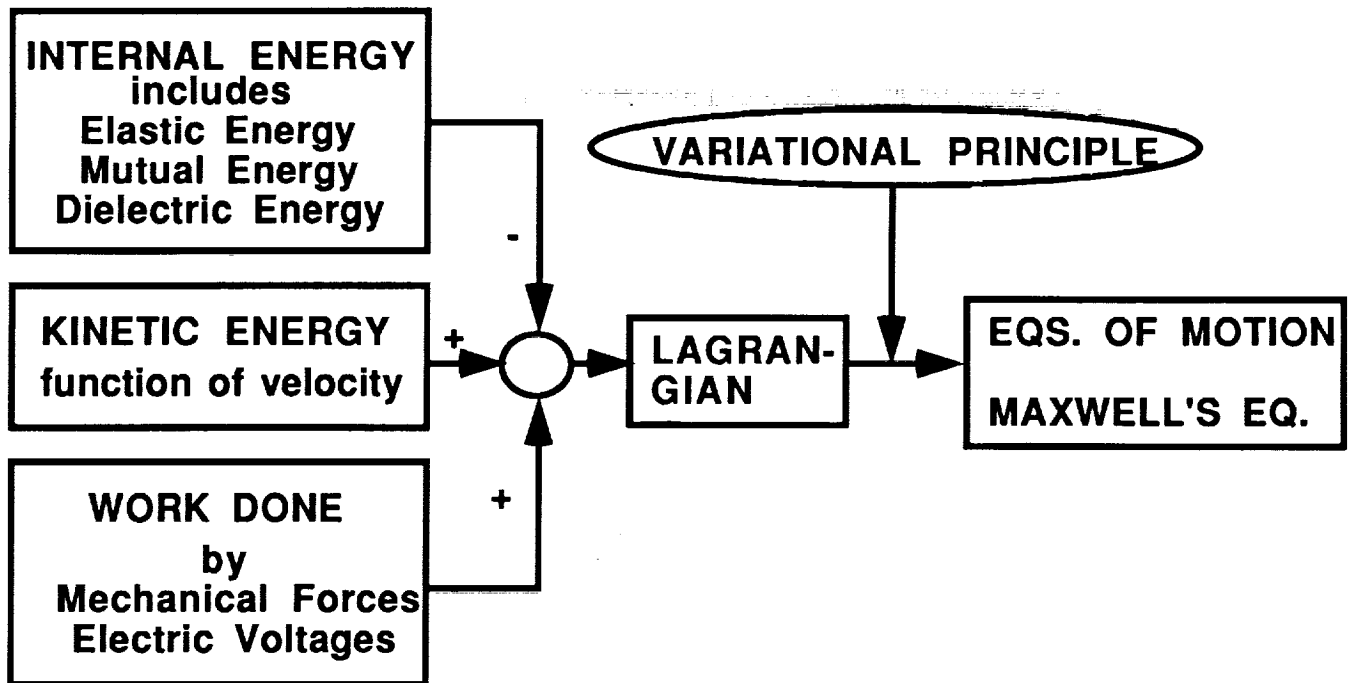 INTERNAL ENERGY
includes
Elastic Energy
Mutual Energy
Dielectric Energy
-
VARIATIONAL PRINCIPLE
KINETIC ENERGY
function of velocity
+
LAGRAN-
GIAN
EQS. OF MOTION
MAXWELL'S EQ.
WORK DONE
by
Mechanical Forces
Electric Voltages
+